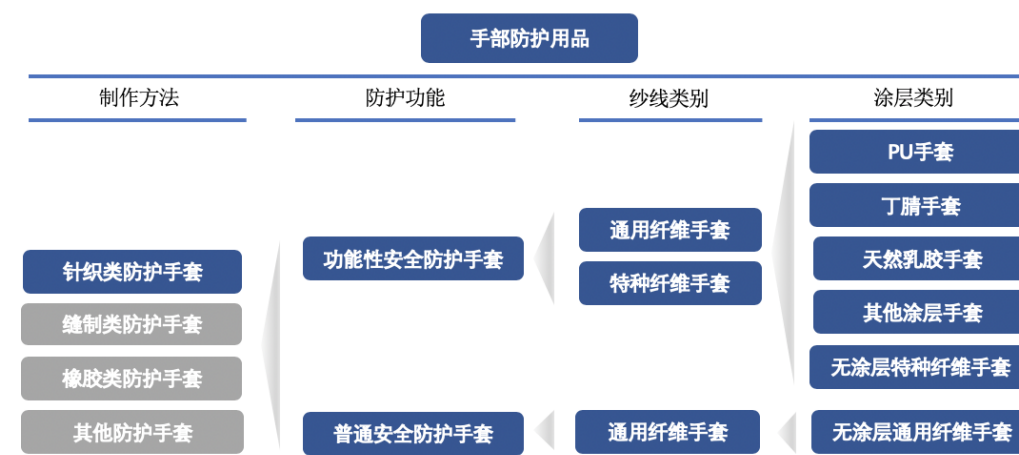 手部防护用品
制作方法
防护功能
纱线类别
涂层类别
PU手套
丁腈手套
天然乳胶手套
其他涂层手套
无涂层特种纤维手套
无涂层通用纤维手套
通用纤维手套
特种纤维手套
通用纤维手套
功能性安全防护手套
普通安全防护手套
针织类防护手套
缝制类防护手套
橡胶类防护手套
其他防护手套